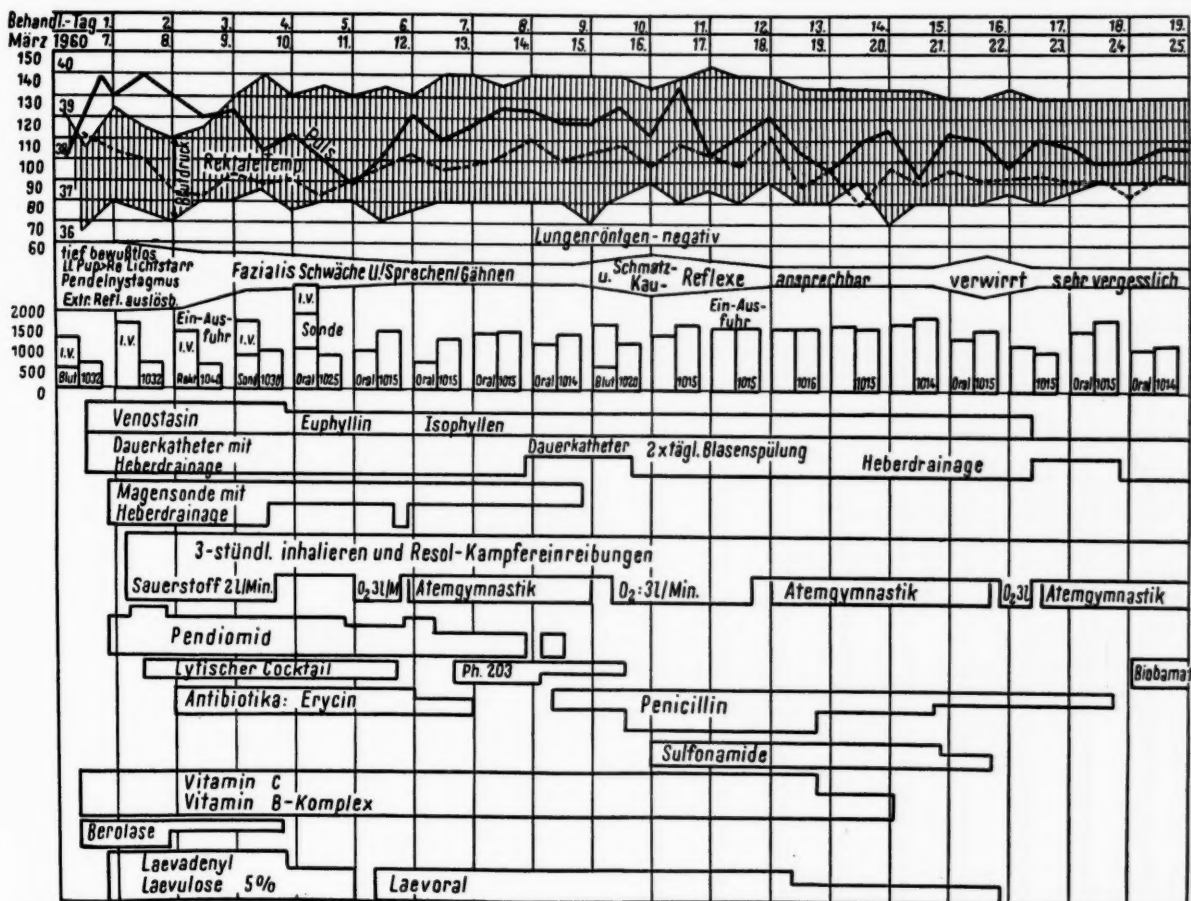 Behandl.-Tag 1. 2. 3. 4. 5. 6. 7. 8. 9. 10. 11. 12. 13. 14. 15. 16. 17. 18. 19.
März 1960 7. 8. 9. 10. 11. 12. 13. 14. 15. 16. 17. 18. 19. 20. 21. 22. 23. 24. 25.
150
140 40
130
120 39
110
100 38
90 37
80
70 36
60
Blutdruck
Rektale Temp
Puls
Lungenröntgen-negativ
tief bewußtlos
Li Pup>Re Lichtstarr
Pendelnystagmus
Extr. Refl. auslösb.
Fazialis Schwäche li/Sprechen/Gähnen
u. Schmatz-
Kau- Reflexe
ansprechbar
verwirrt
sehr vergesslich
2000
1500
1000
500
0
i.V. i.V. i.V. i.V. i.V.
Ein-Aus-
fuhr
Sonde
Ein-Aus-
fuhr
Blut 1032 1032 Rekt 1040 Sond 1030 Oral 1025 Oral 1015 Oral 1015 Oral 1015 Oral 1014 Blut 1020 1015 1015 1016 1015 1014 Oral 1015 1015 Oral 1015 Oral 1014
Venostasin Euphyllin Isophyllen
Dauerkatheter mit
Heberdrainage
Dauerkatheter 2x tägl. Blasenspülung
Heberdrainage
Magensonde mit
Heberdrainage
3-stündl. inhalieren und Resol-Kampfereinreibungen
Sauerstoff 2l/Min. O₂3l/M Atemgymnastik O₂:3l/Min. Atemgymnastik O₂3l Atemgymnastik
Pendiomid
Lytischer Cocktail Ph. 203 Biobamat
Antibiotika: Erycin Penicillin
Sulfonamide
Vitamin C
Vitamin B-Komplex
Berolase
Laevadenyl
Laevulose 5% Laevoral